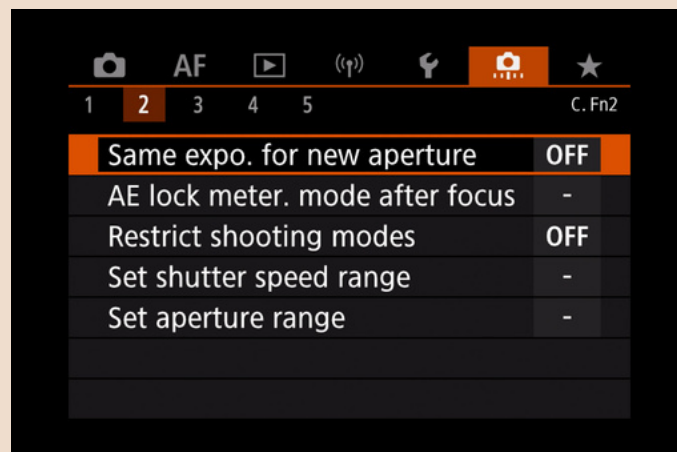 AF
1 2 3 4 5 C. Fn2
Same expo. for new aperture OFF
AE lock meter. mode after focus -
Restrict shooting modes OFF
Set shutter speed range -
Set aperture range -